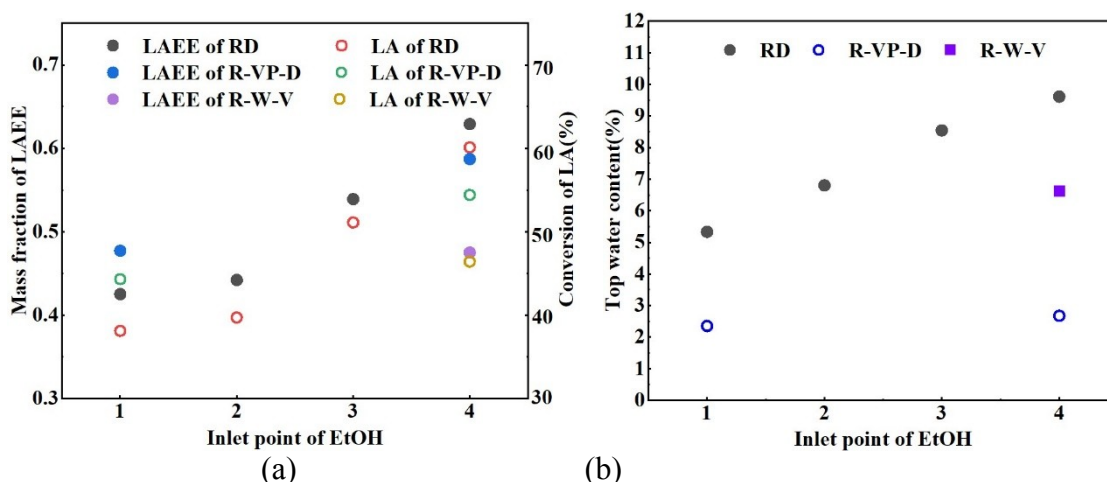 LAEE of RD
LA of RD
LAEE of R-VP-D
LA of R-VP-D
LAEE of R-W-V
LA of R-W-V
Mass fraction of LAEE
0.7
0.6
0.5
0.4
0.3
70
60
50
40
30
Conversion of LA(%)
1 2 3 4
Inlet point of EtOH
(a)
RD R-VP-D R-W-V
Top water content(%)
12
11
10
9
8
7
6
5
4
3
2
1
0
1 2 3 4
Inlet point of EtOH
(b)